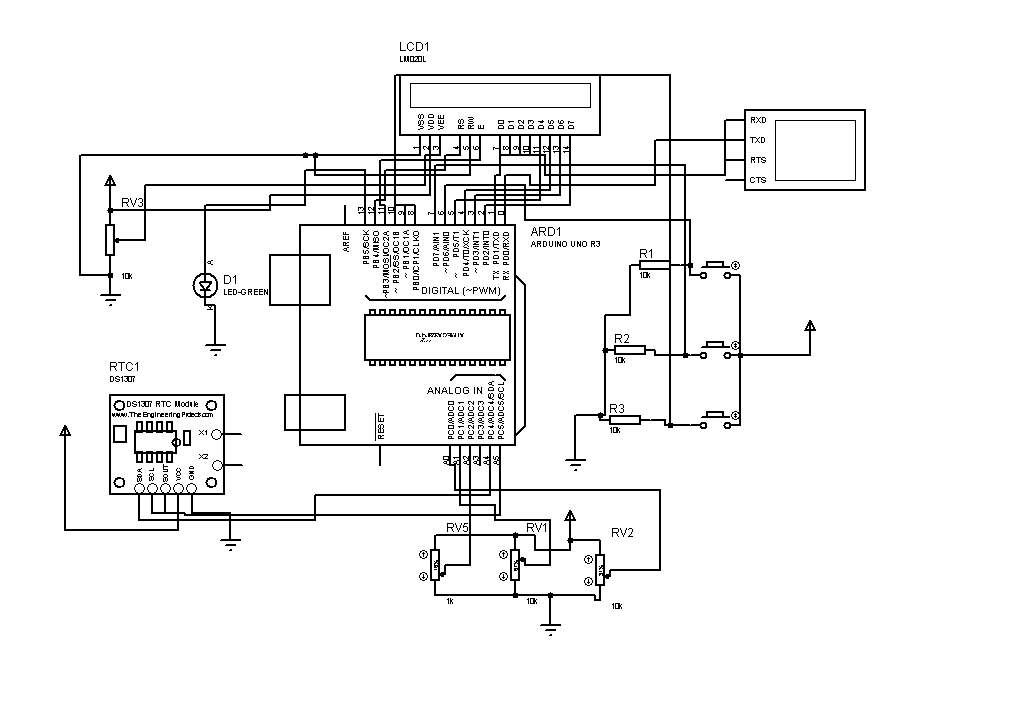 LCD1
LM020L
VSS
VDD
VEE
RS
RW
E
D0
D1
D2
D3
D4
D5
D6
D7
1
2
3
4
5
6
7
8
9
10
11
12
13
14
RXD
TXD
RTS
CTS
RV3
10k
A
D1
LED-GREEN
K
13
12
11
10
9
8
7
6
5
4
3
2
1
0
AREF
PB5/SCK
PB4/MISO
~PB3/MOSI/OC2A
~ PB2/SS/OC1B
~ PB1/OC1A
PB0/ICP1/CLKO
PD7/AIN1
~ PD6/AIN0
~ PD5/T1
PD4/T0/XCK
~ PD3/INT1
PD2/INT0
TX PD1/TXD
RX PD0/RXD
ARD1
ARDUINO UNO R3
DIGITAL (~PWM)
ANALOG IN
RESET
PC0/ADC0
PC1/ADC1
PC2/ADC2
PC3/ADC3
PC4/ADC4/SDA
PC5/ADC5/SCL
A0
A1
A2
A3
A4
A5
R1
10k
R2
10k
R3
10k
RTC1
DS1307
DS1307 RTC Module
www.TheEngineeringProjects.com
X1
X2
SDA
SCL
SOUT
VCC
GND
RV5
1k
RV1
10k
RV2
10k